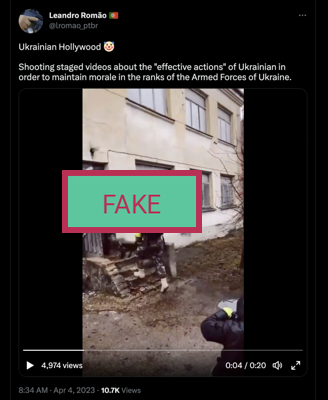 Leandro Romão 🇵🇹
@lromao_ptbr
Ukrainian Hollywood 🤡
Shooting staged videos about the "effective actions" of Ukrainian in
order to maintain morale in the ranks of the Armed Forces of Ukraine.
FAKE
4,974 views
0:04 / 0:20
8:34 AM · Apr 4, 2023 · 10.7K Views